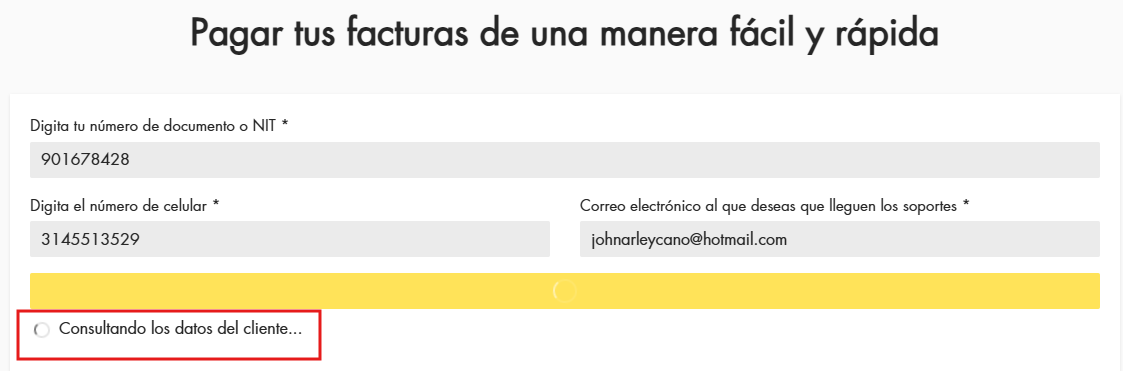 Pagar tus facturas de una manera fácil y rápida
Digita tu número de documento o NIT *
901678428
Digita el número de celular *
Correo electrónico al que deseas que lleguen los soportes *
3145513529
johnarleycano@hotmail.com
Consultando los datos del cliente...